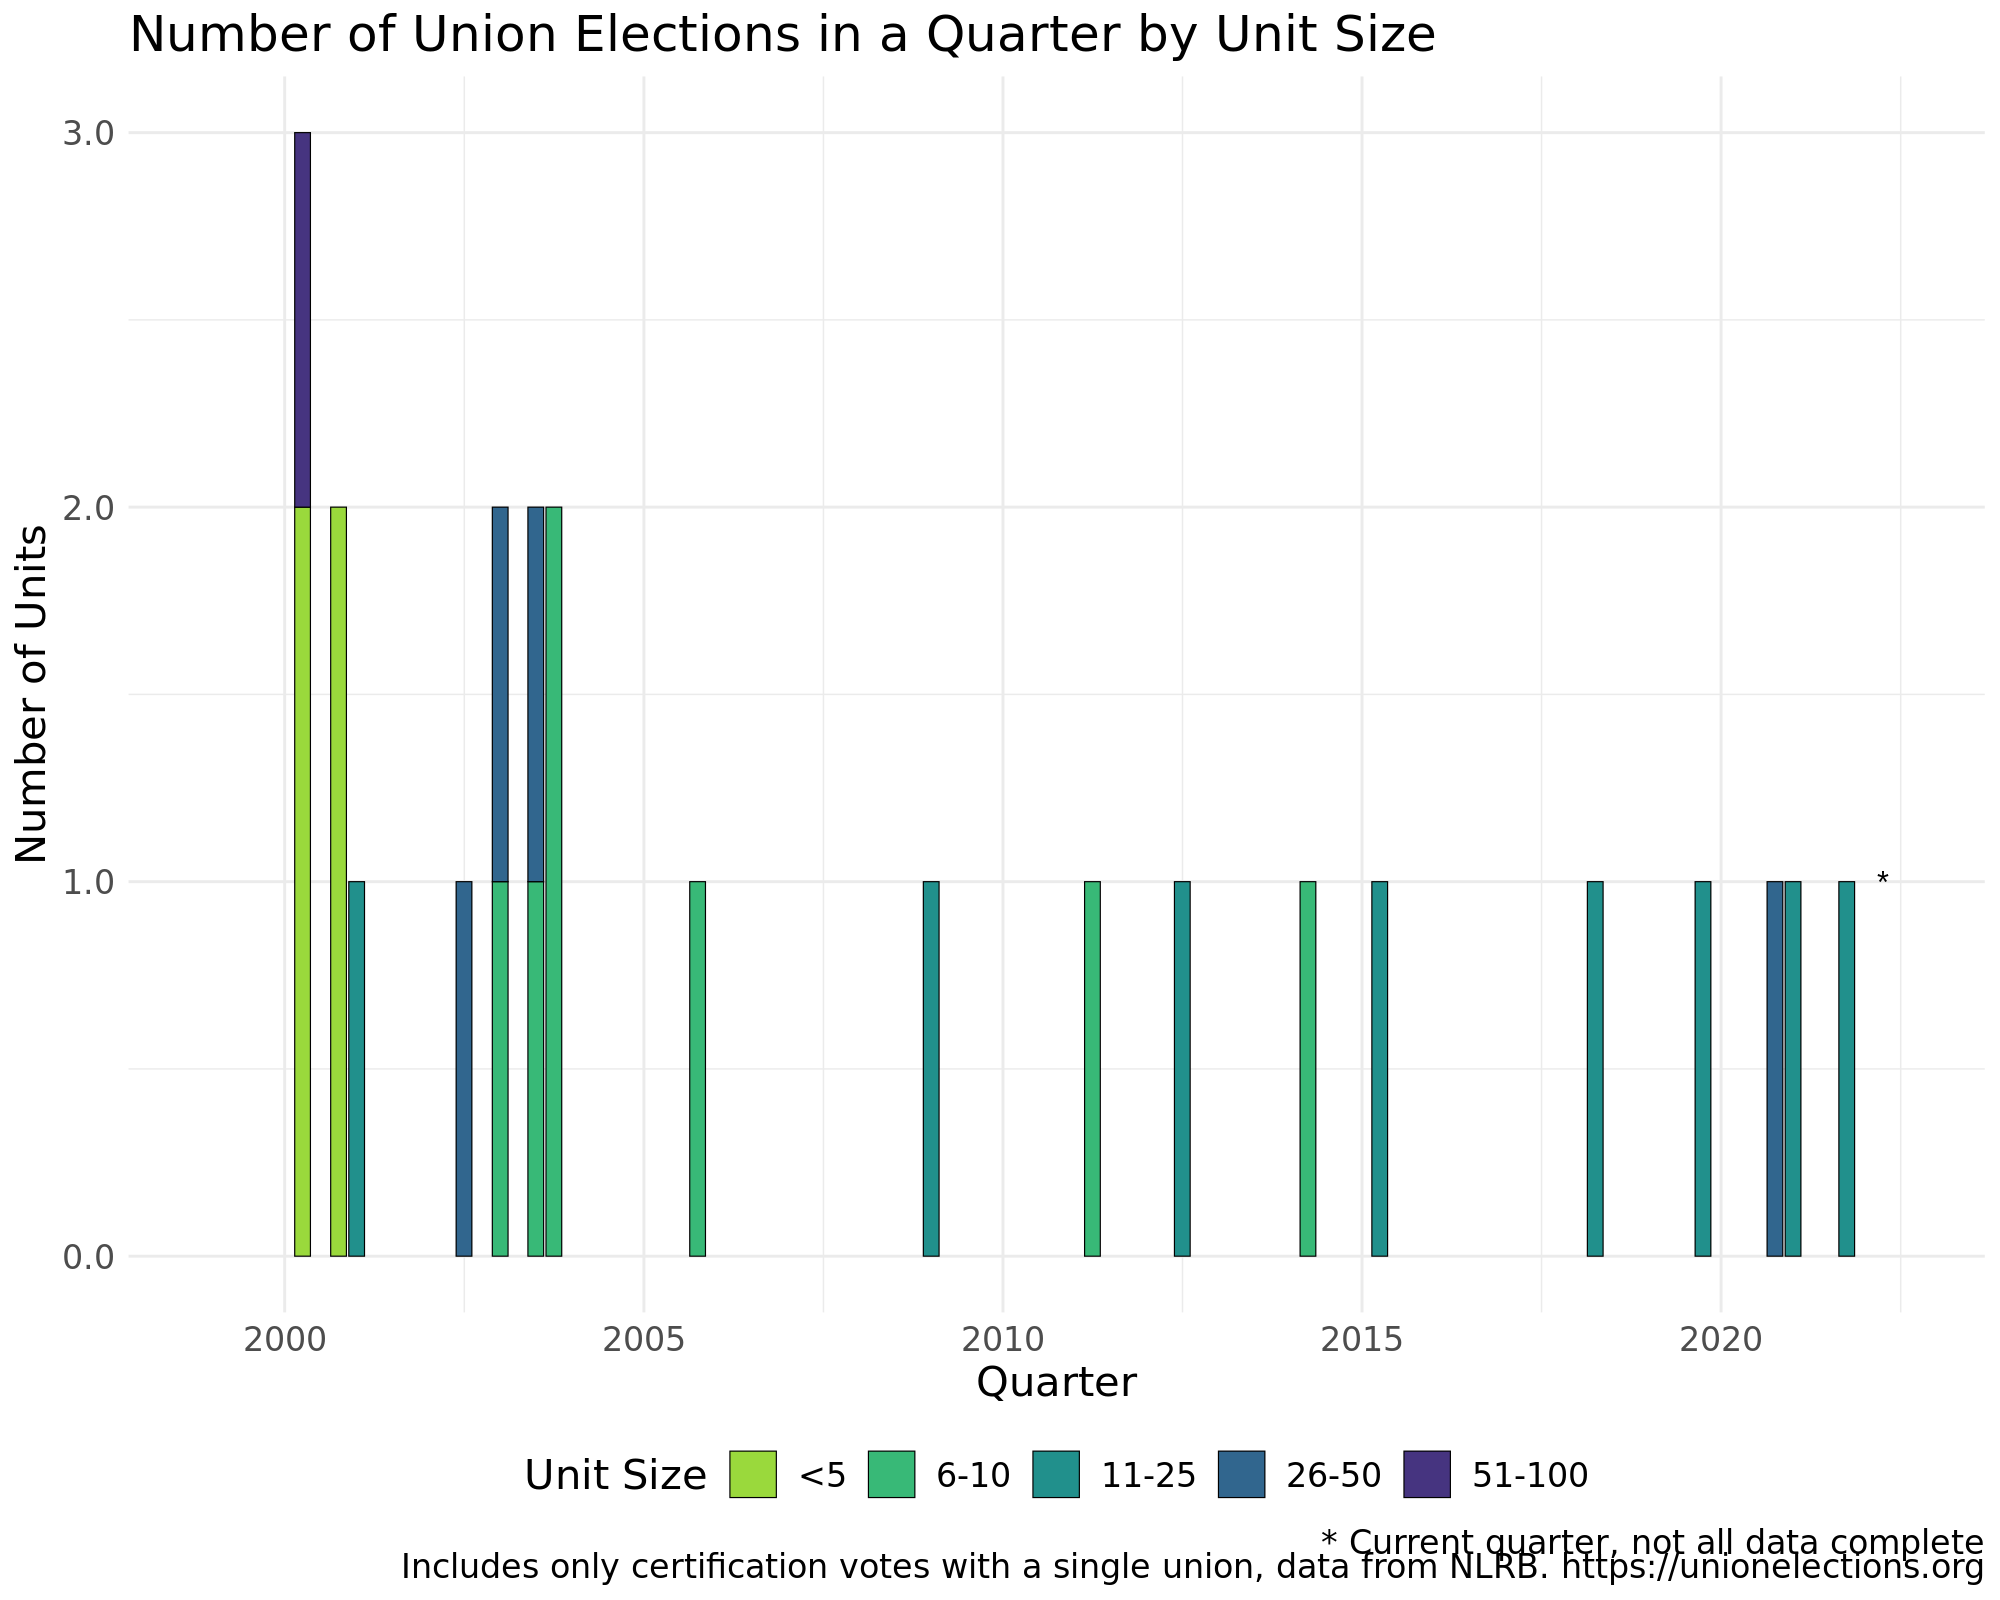 Number of Union Elections in a Quarter by Unit Size
Number of Units
3.0
2.0
1.0
0.0
*
2000 2005 2010 2015 2020
Quarter
Unit Size <5 6-10 11-25 26-50 51-100
* Current quarter, not all data complete
Includes only certification votes with a single union, data from NLRB. https://unionelections.org